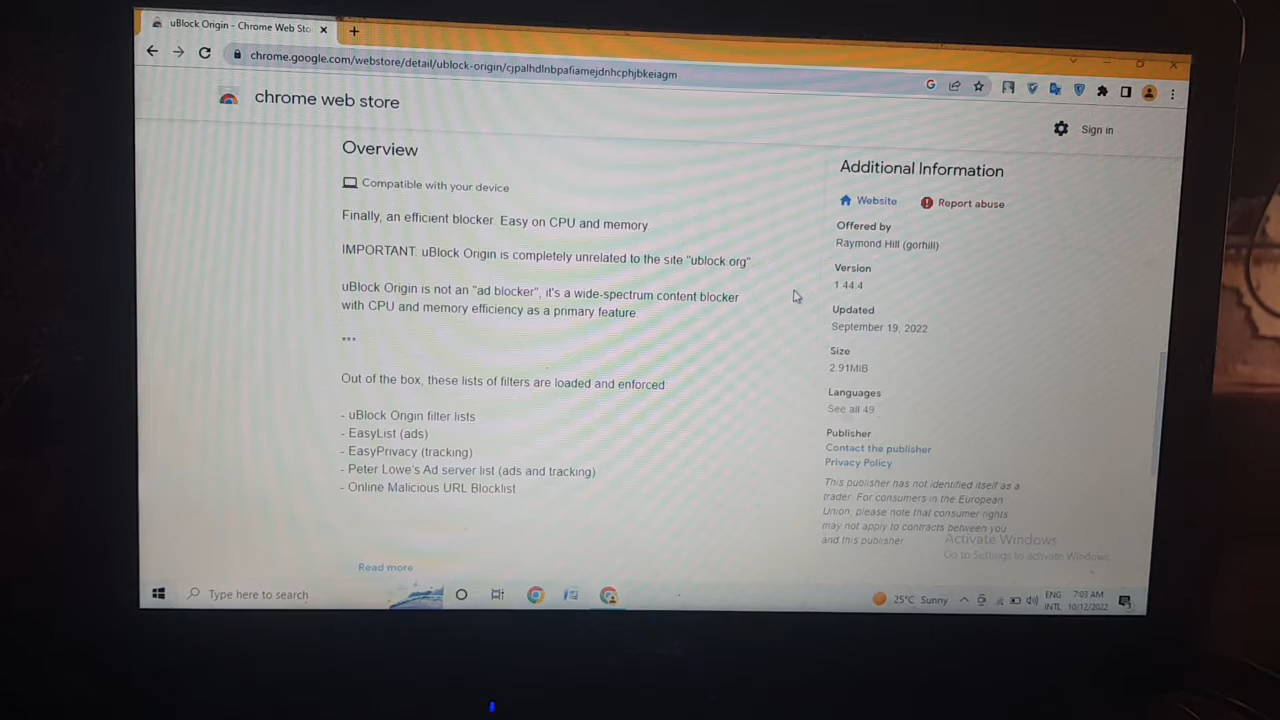 uBlock Origin - Chrome Web Sto
chrome.google.com/webstore/detail/ublock-origin/cjpalhdlnbpafiamejdnhcphjbkeiagm
chrome web store
Sign in
Overview
Compatible with your device
Finally, an efficient blocker. Easy on CPU and memory.
IMPORTANT: uBlock Origin is completely unrelated to the site "ublock.org".
uBlock Origin is not an "ad blocker", it's a wide-spectrum content blocker
with CPU and memory efficiency as a primary feature.
***
Out of the box, these lists of filters are loaded and enforced:
- uBlock Origin filter lists
- EasyList (ads)
- EasyPrivacy (tracking)
- Peter Lowe's Ad server list (ads and tracking)
- Online Malicious URL Blocklist
Read more
Additional Information
Website
Report abuse
Offered by
Raymond Hill (gorhill)
Version
1.44.4
Updated
September 19, 2022
Size
2.91MiB
Languages
See all 49
Publisher
Contact the publisher
Privacy Policy
This publisher has not identified itself as a
trader. For consumers in the European
Union, please note that consumer rights
may not apply to contracts between you
and this publisher.
Activate Windows
Go to Settings to activate Windows.
Type here to search
25°C Sunny
ENG
INTL
7:03 AM
10/12/2022